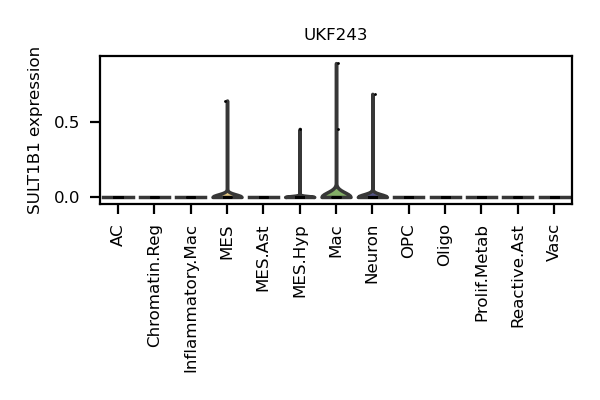 UKF243
SULT1B1 expression
0.5
0.0
AC
Chromatin.Reg
Inflammatory.Mac
MES
MES.Ast
MES.Hyp
Mac
Neuron
OPC
Oligo
Prolif.Metab
Reactive.Ast
Vasc